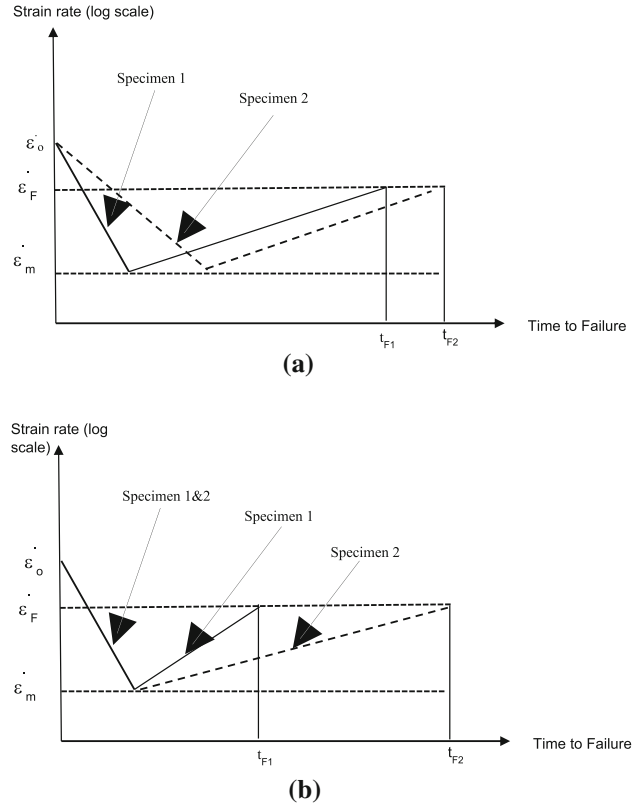 Strain rate (log scale)
Specimen 1
Specimen 2
ε̇o
ε̇F
ε̇m
tF1
tF2
Time to Failure
(a)
Strain rate (log
scale)
Specimen 1&2
Specimen 1
Specimen 2
ε̇o
ε̇F
ε̇m
tF1
tF2
Time to Failure
(b)